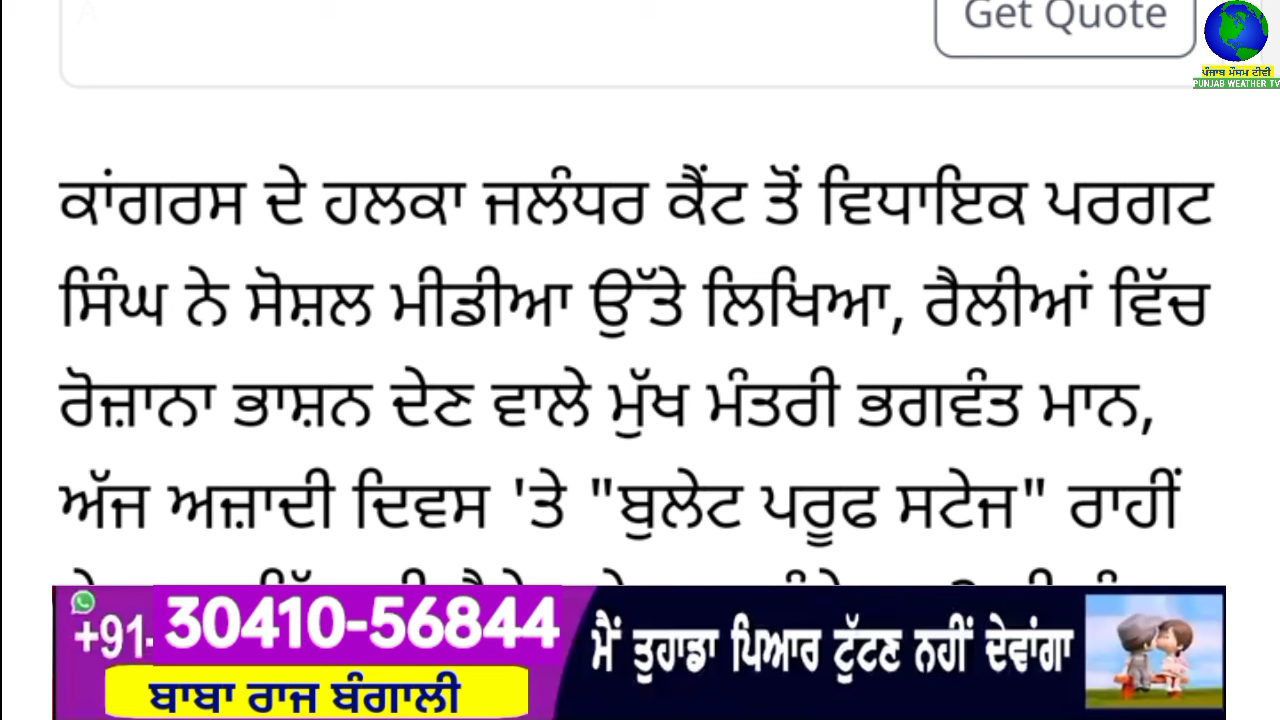 Get Quote
ਪੰਜਾਬ ਮੌਸਮ ਟੀਵੀ
PUNJAB WEATHER TV
ਕਾਂਗਰਸ ਦੇ ਹਲਕਾ ਜਲੰਧਰ ਕੈਂਟ ਤੋਂ ਵਿਧਾਇਕ ਪਰਗਟ
ਸਿੰਘ ਨੇ ਸੋਸ਼ਲ ਮੀਡੀਆ ਉੱਤੇ ਲਿਖਿਆ, ਰੈਲੀਆਂ ਵਿੱਚ
ਰੋਜ਼ਾਨਾ ਭਾਸ਼ਨ ਦੇਣ ਵਾਲੇ ਮੁੱਖ ਮੰਤਰੀ ਭਗਵੰਤ ਮਾਨ,
ਅੱਜ ਅਜ਼ਾਦੀ ਦਿਵਸ 'ਤੇ "ਬੁਲੇਟ ਪਰੂਫ ਸਟੇਜ" ਰਾਹੀਂ
+91- 30410-56844
ਬਾਬਾ ਰਾਜ ਬੰਗਾਲੀ
ਮੈਂ ਤੁਹਾਡਾ ਪਿਆਰ ਟੁੱਟਣ ਨਹੀਂ ਦੇਵਾਂਗਾ